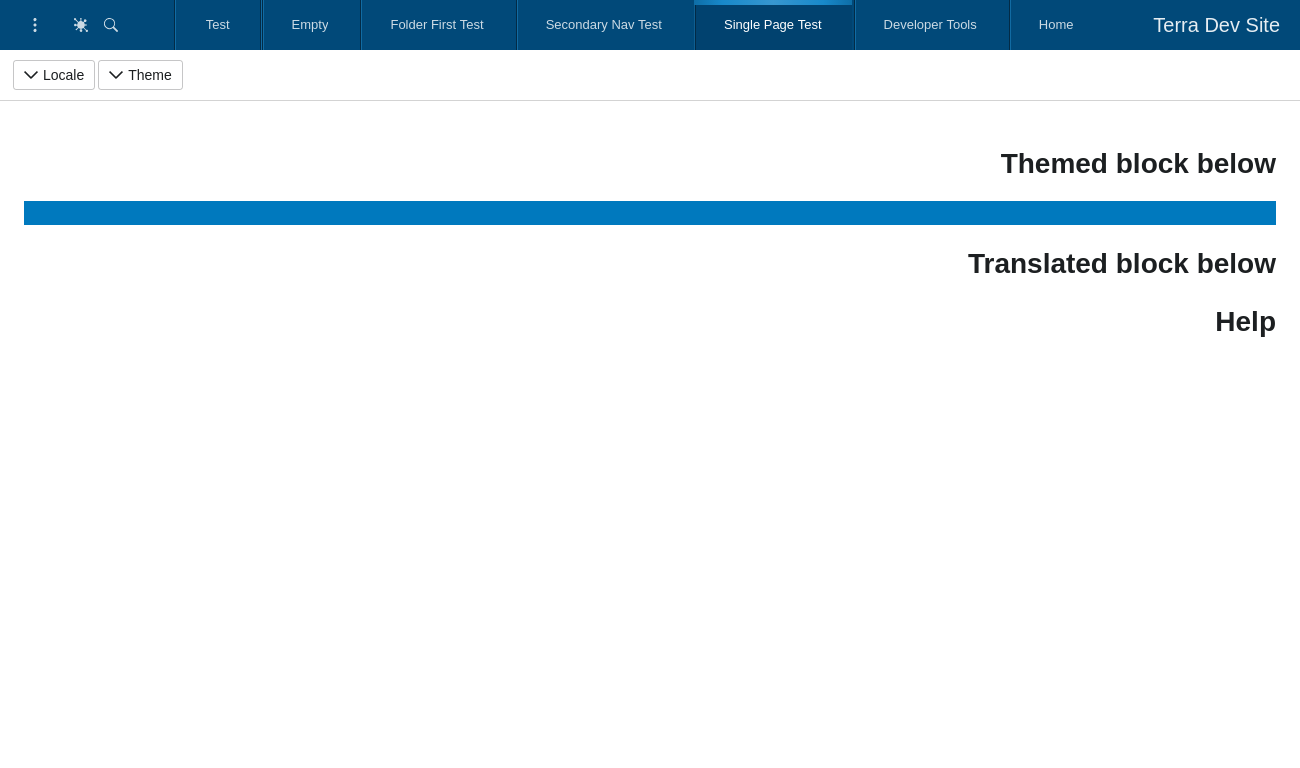 Test Empty Folder First Test Secondary Nav Test Single Page Test Developer Tools Home Terra Dev Site
Locale Theme
Themed block below
Translated block below
Help